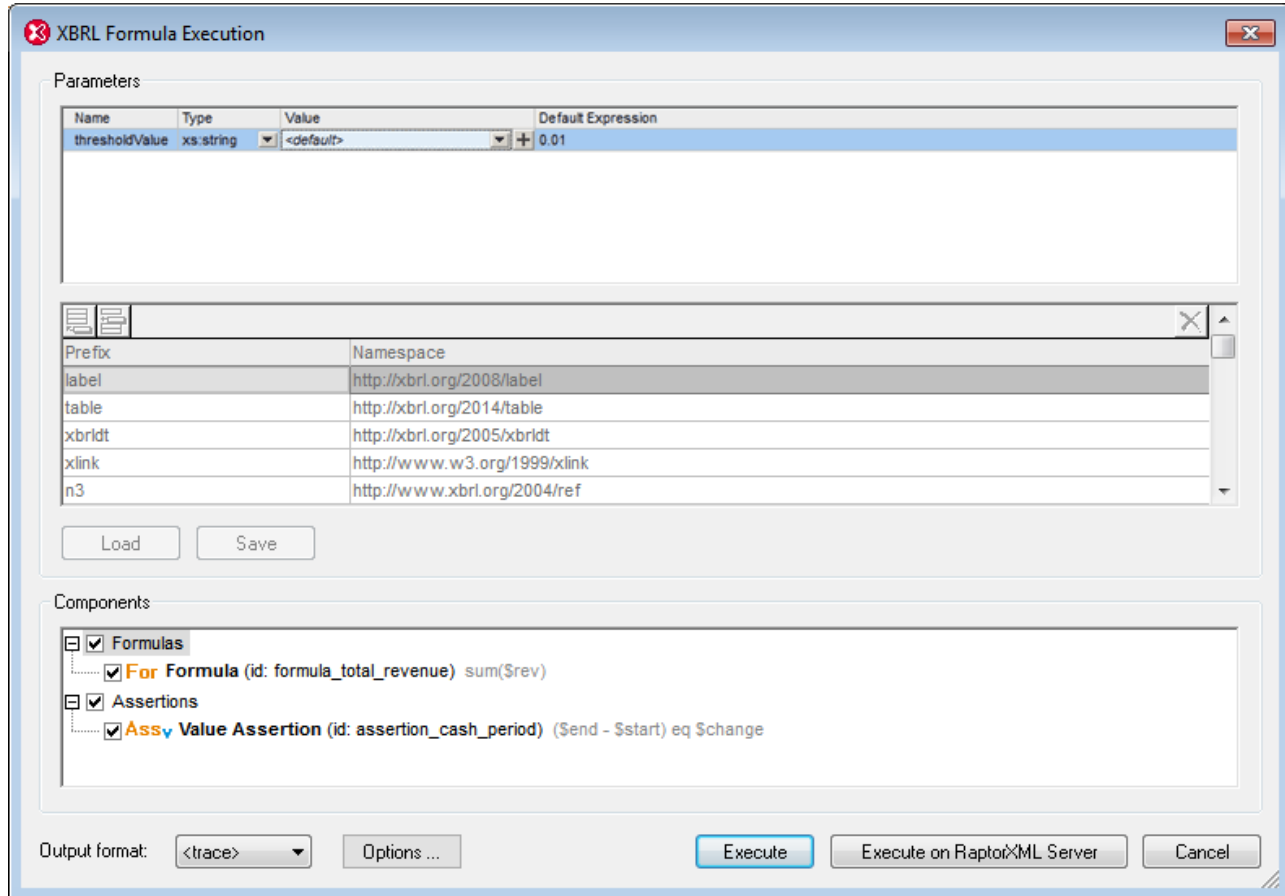 XBRL Formula Execution
Parameters
Name Type Value Default Expression
thresholdValue xs:string <default> 0.01
Prefix Namespace
label http://xbrl.org/2008/label
table http://xbrl.org/2014/table
xbrldt http://xbrl.org/2005/xbrldt
xlink http://www.w3.org/1999/xlink
n3 http://www.xbrl.org/2004/ref
Load Save
Components
Formulas
For Formula (id: formula_total_revenue) sum($rev)
Assertions
Assv Value Assertion (id: assertion_cash_period) ($end - $start) eq $change
Output format: <trace> Options ... Execute Execute on RaptorXML Server Cancel